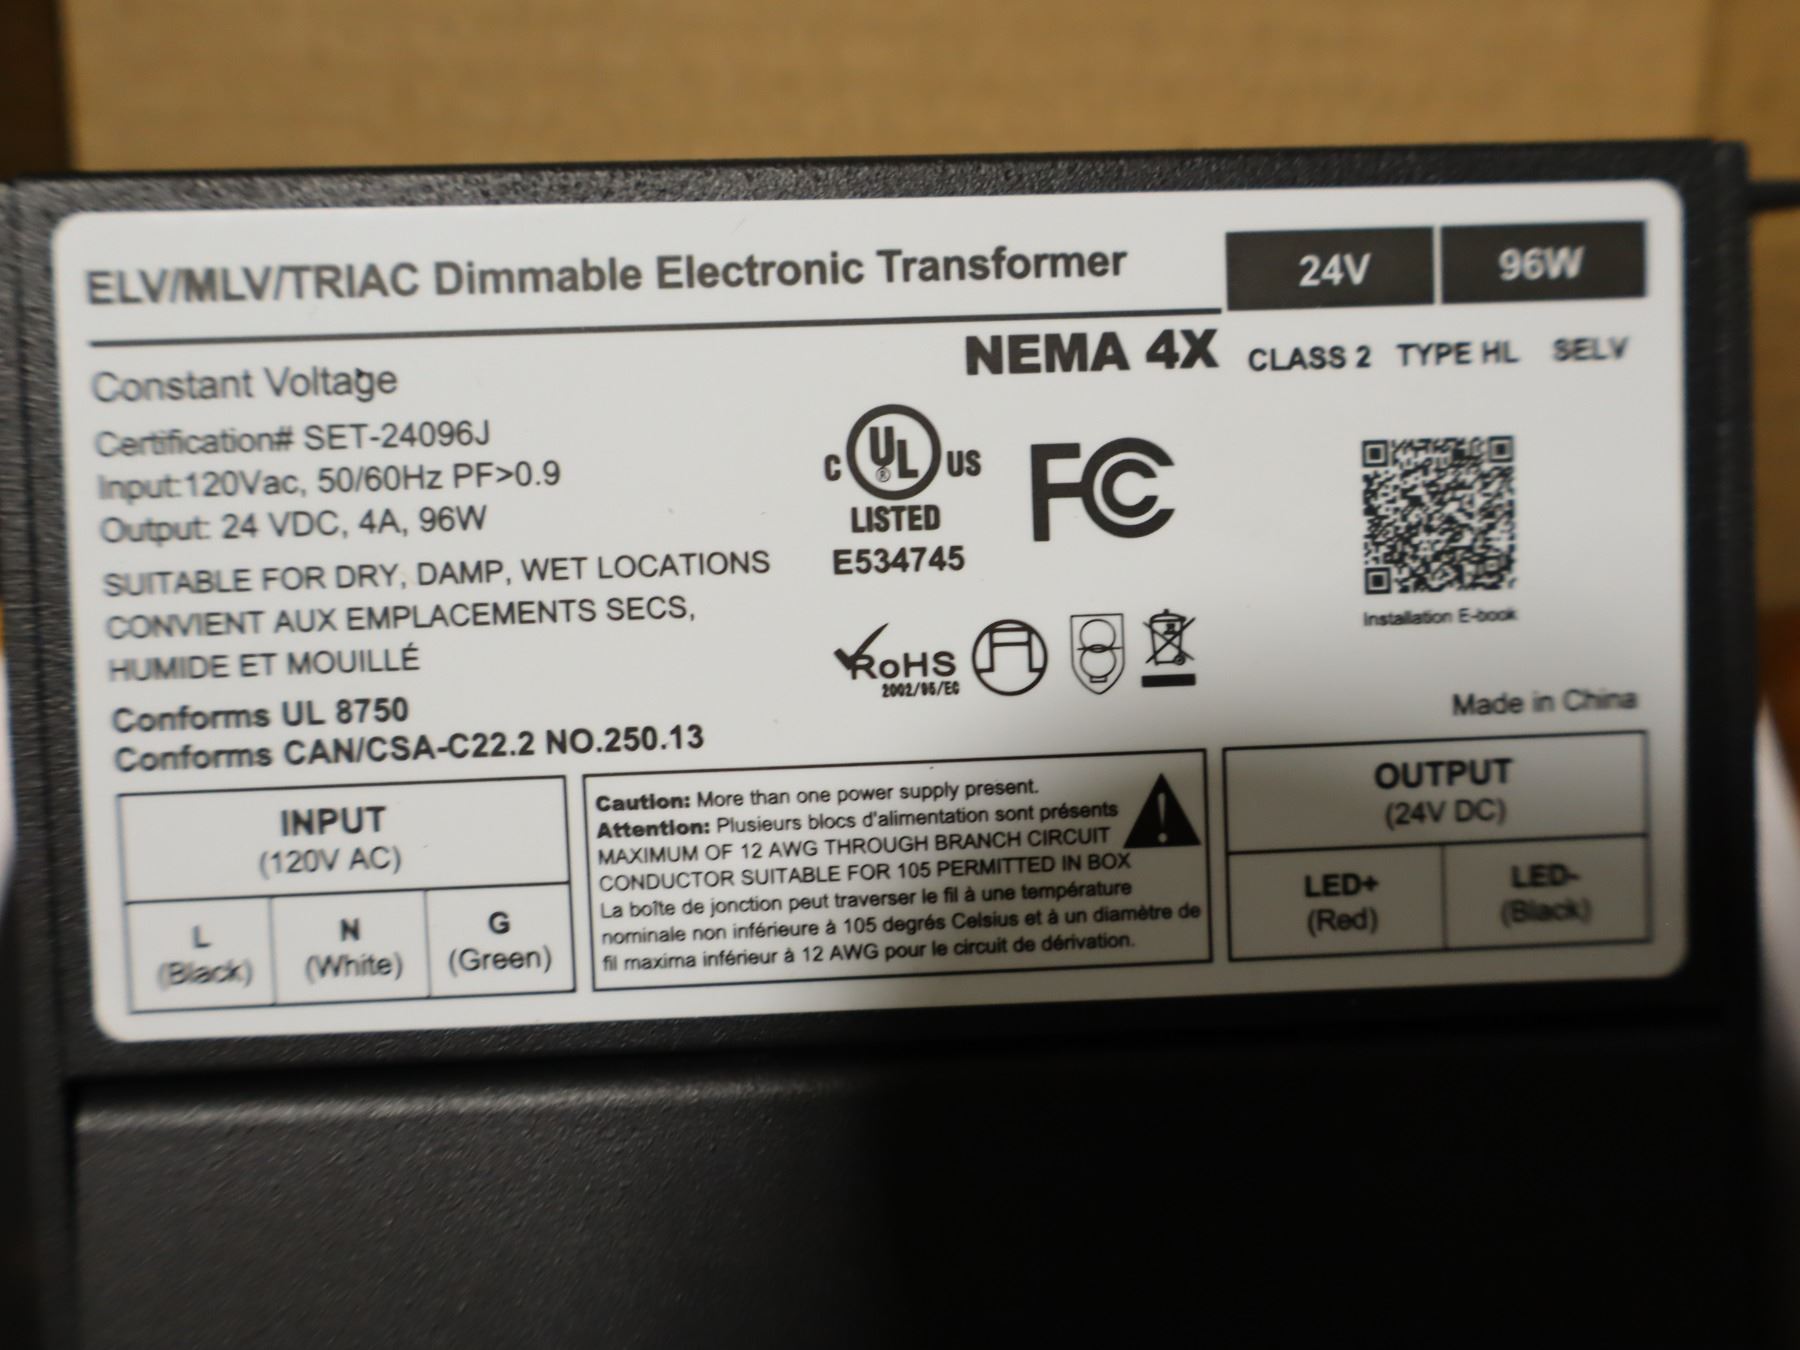 ELV/MLV/TRIAC Dimmable Electronic Transformer
24V
96W
NEMA 4X CLASS 2 TYPE HL SELV
Constant Voltage
Certification# SET-24096J
Input:120Vac, 50/60Hz PF>0.9
Output: 24 VDC, 4A, 96W
SUITABLE FOR DRY, DAMP, WET LOCATIONS
CONVIENT AUX EMPLACEMENTS SECS,
HUMIDE ET MOUILLÉ
Conforms UL 8750
Conforms CAN/CSA-C22.2 NO.250.13
C UL ® US
LISTED
E534745
FC
RoHS
2002/95/EC
Installation E-book
Made in China
INPUT
(120V AC)
L
(Black)
N
(White)
G
(Green)
Caution: More than one power supply present.
Attention: Plusieurs blocs d'alimentation sont présents
MAXIMUM OF 12 AWG THROUGH BRANCH CIRCUIT
CONDUCTOR SUITABLE FOR 105 PERMITTED IN BOX
La boîte de jonction peut traverser le fil à une température
nominale non inférieure à 105 degrés Celsius et à un diamètre de
fil maxima inférieur à 12 AWG pour le circuit de dérivation.
OUTPUT
(24V DC)
LED+
(Red)
LED-
(Black)